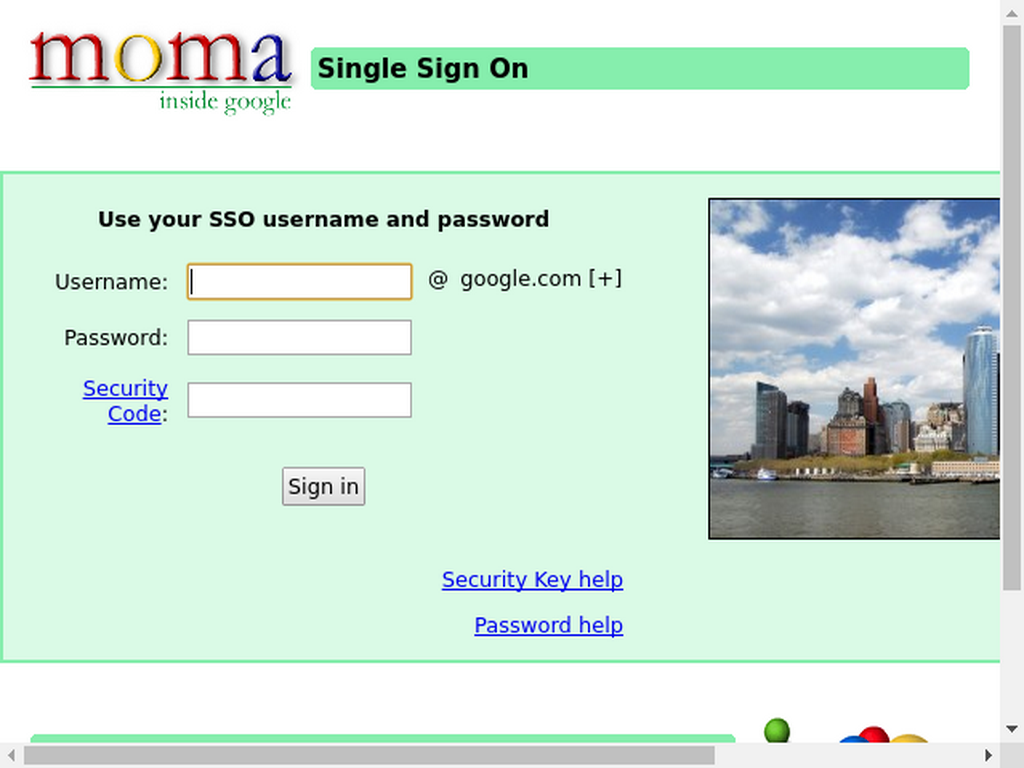 moma
inside google
Single Sign On
Use your SSO username and password
Username:
@ google.com [+]
Password:
Security
Code:
Sign in
Security Key help
Password help